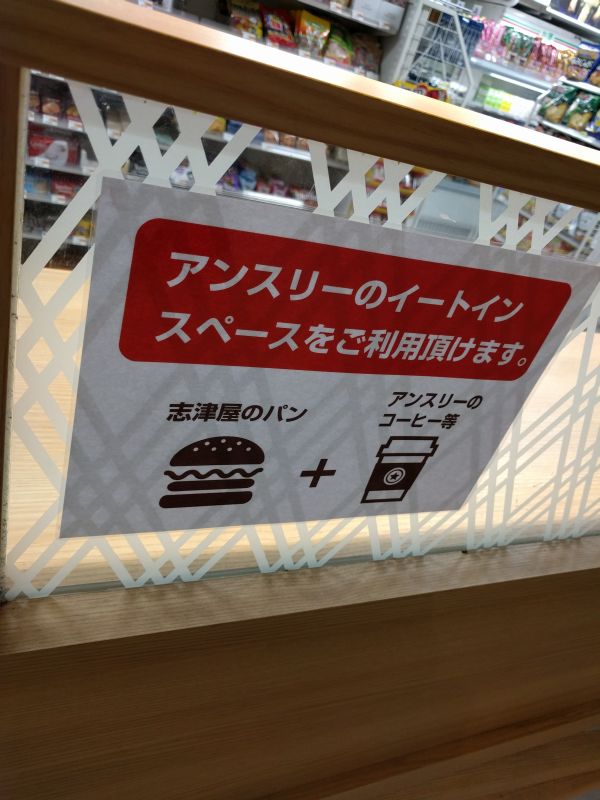 アンスリーのイートイン
スペースをご利用頂けます。
志津屋のパン
アンスリーの
コーヒー等
+